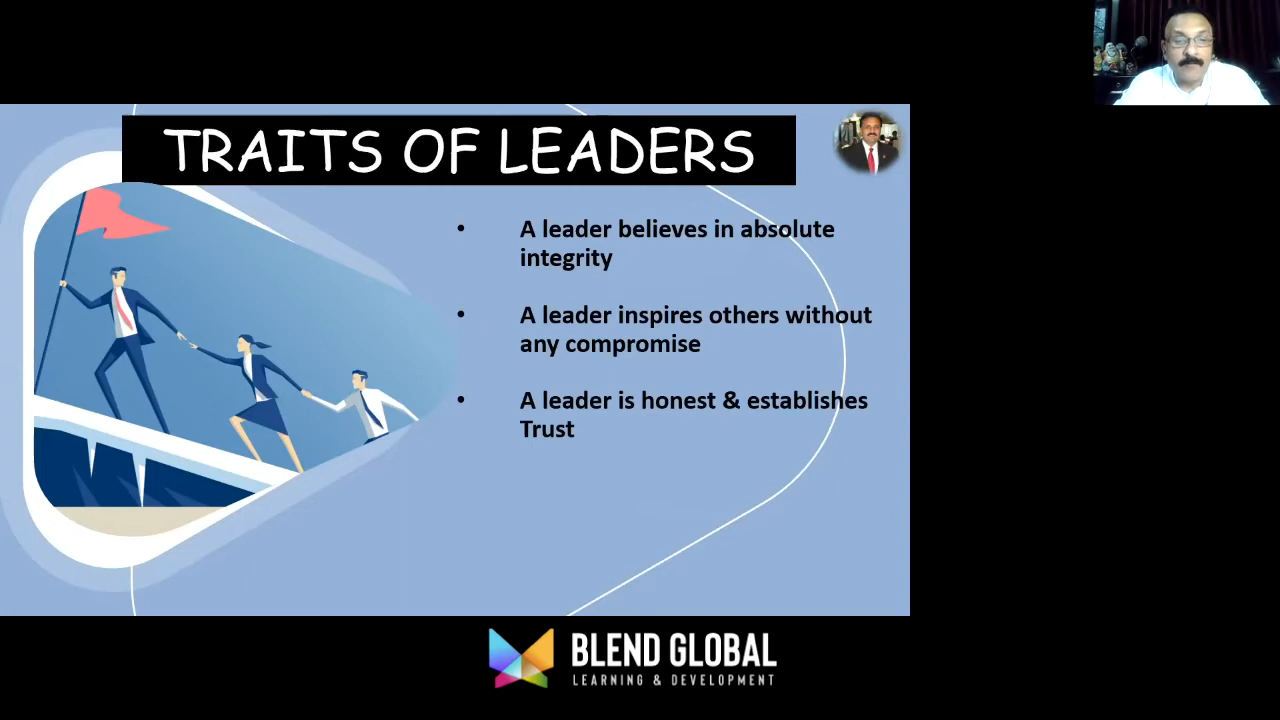 TRAITS OF LEADERS
• A leader believes in absolute
integrity
• A leader inspires others without
any compromise
• A leader is honest & establishes
Trust
BLEND GLOBAL
LEARNING & DEVELOPMENT